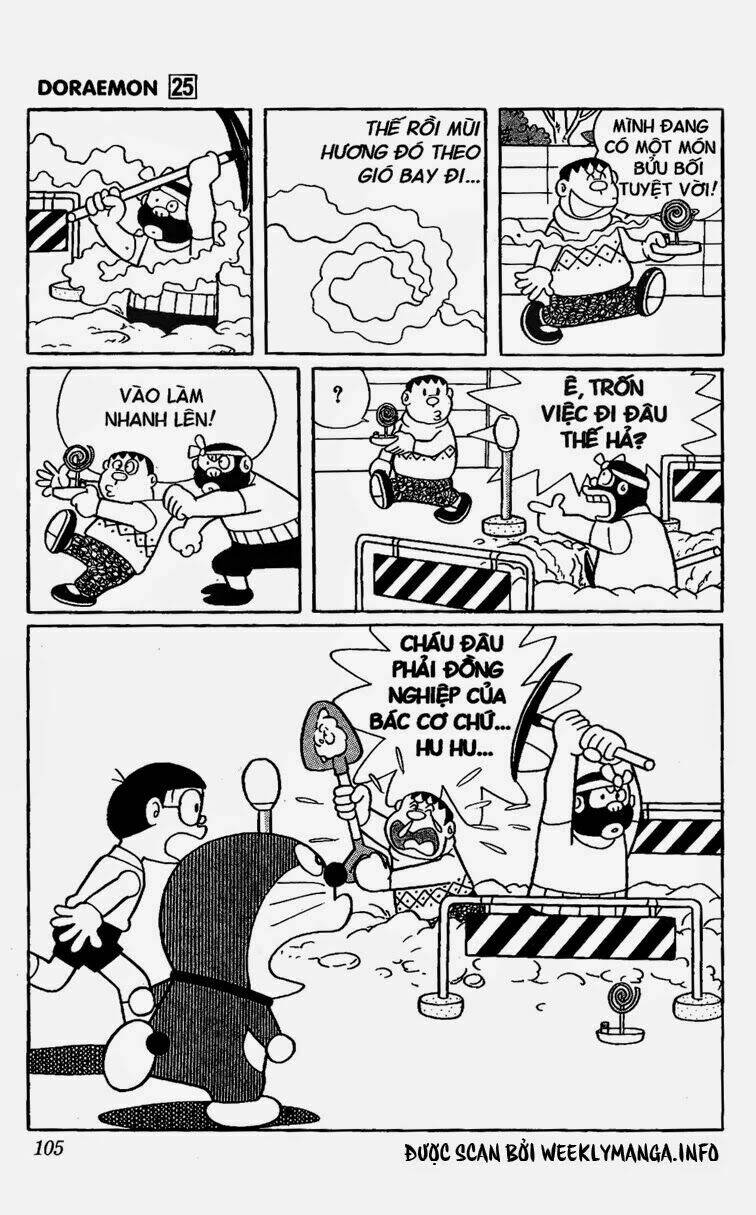 DORAEMON 25
MÌNH ĐANG
CÓ MỘT MÓN
BỬU BỐI
TUYỆT VỜI!
THẾ RỒI MÙI
HƯƠNG ĐÓ THEO
GIÓ BAY ĐI...
Ê, TRỐN
VIỆC ĐI ĐÂU
THẾ HẢ?
?
VÀO LÀM
NHANH LÊN!
CHÁU ĐÂU
PHẢI ĐỒNG
NGHIỆP CỦA
BÁC CƠ CHỨ...
HU HU...
105
ĐƯỢC SCAN BỞI WEEKLYMANGA.INFO